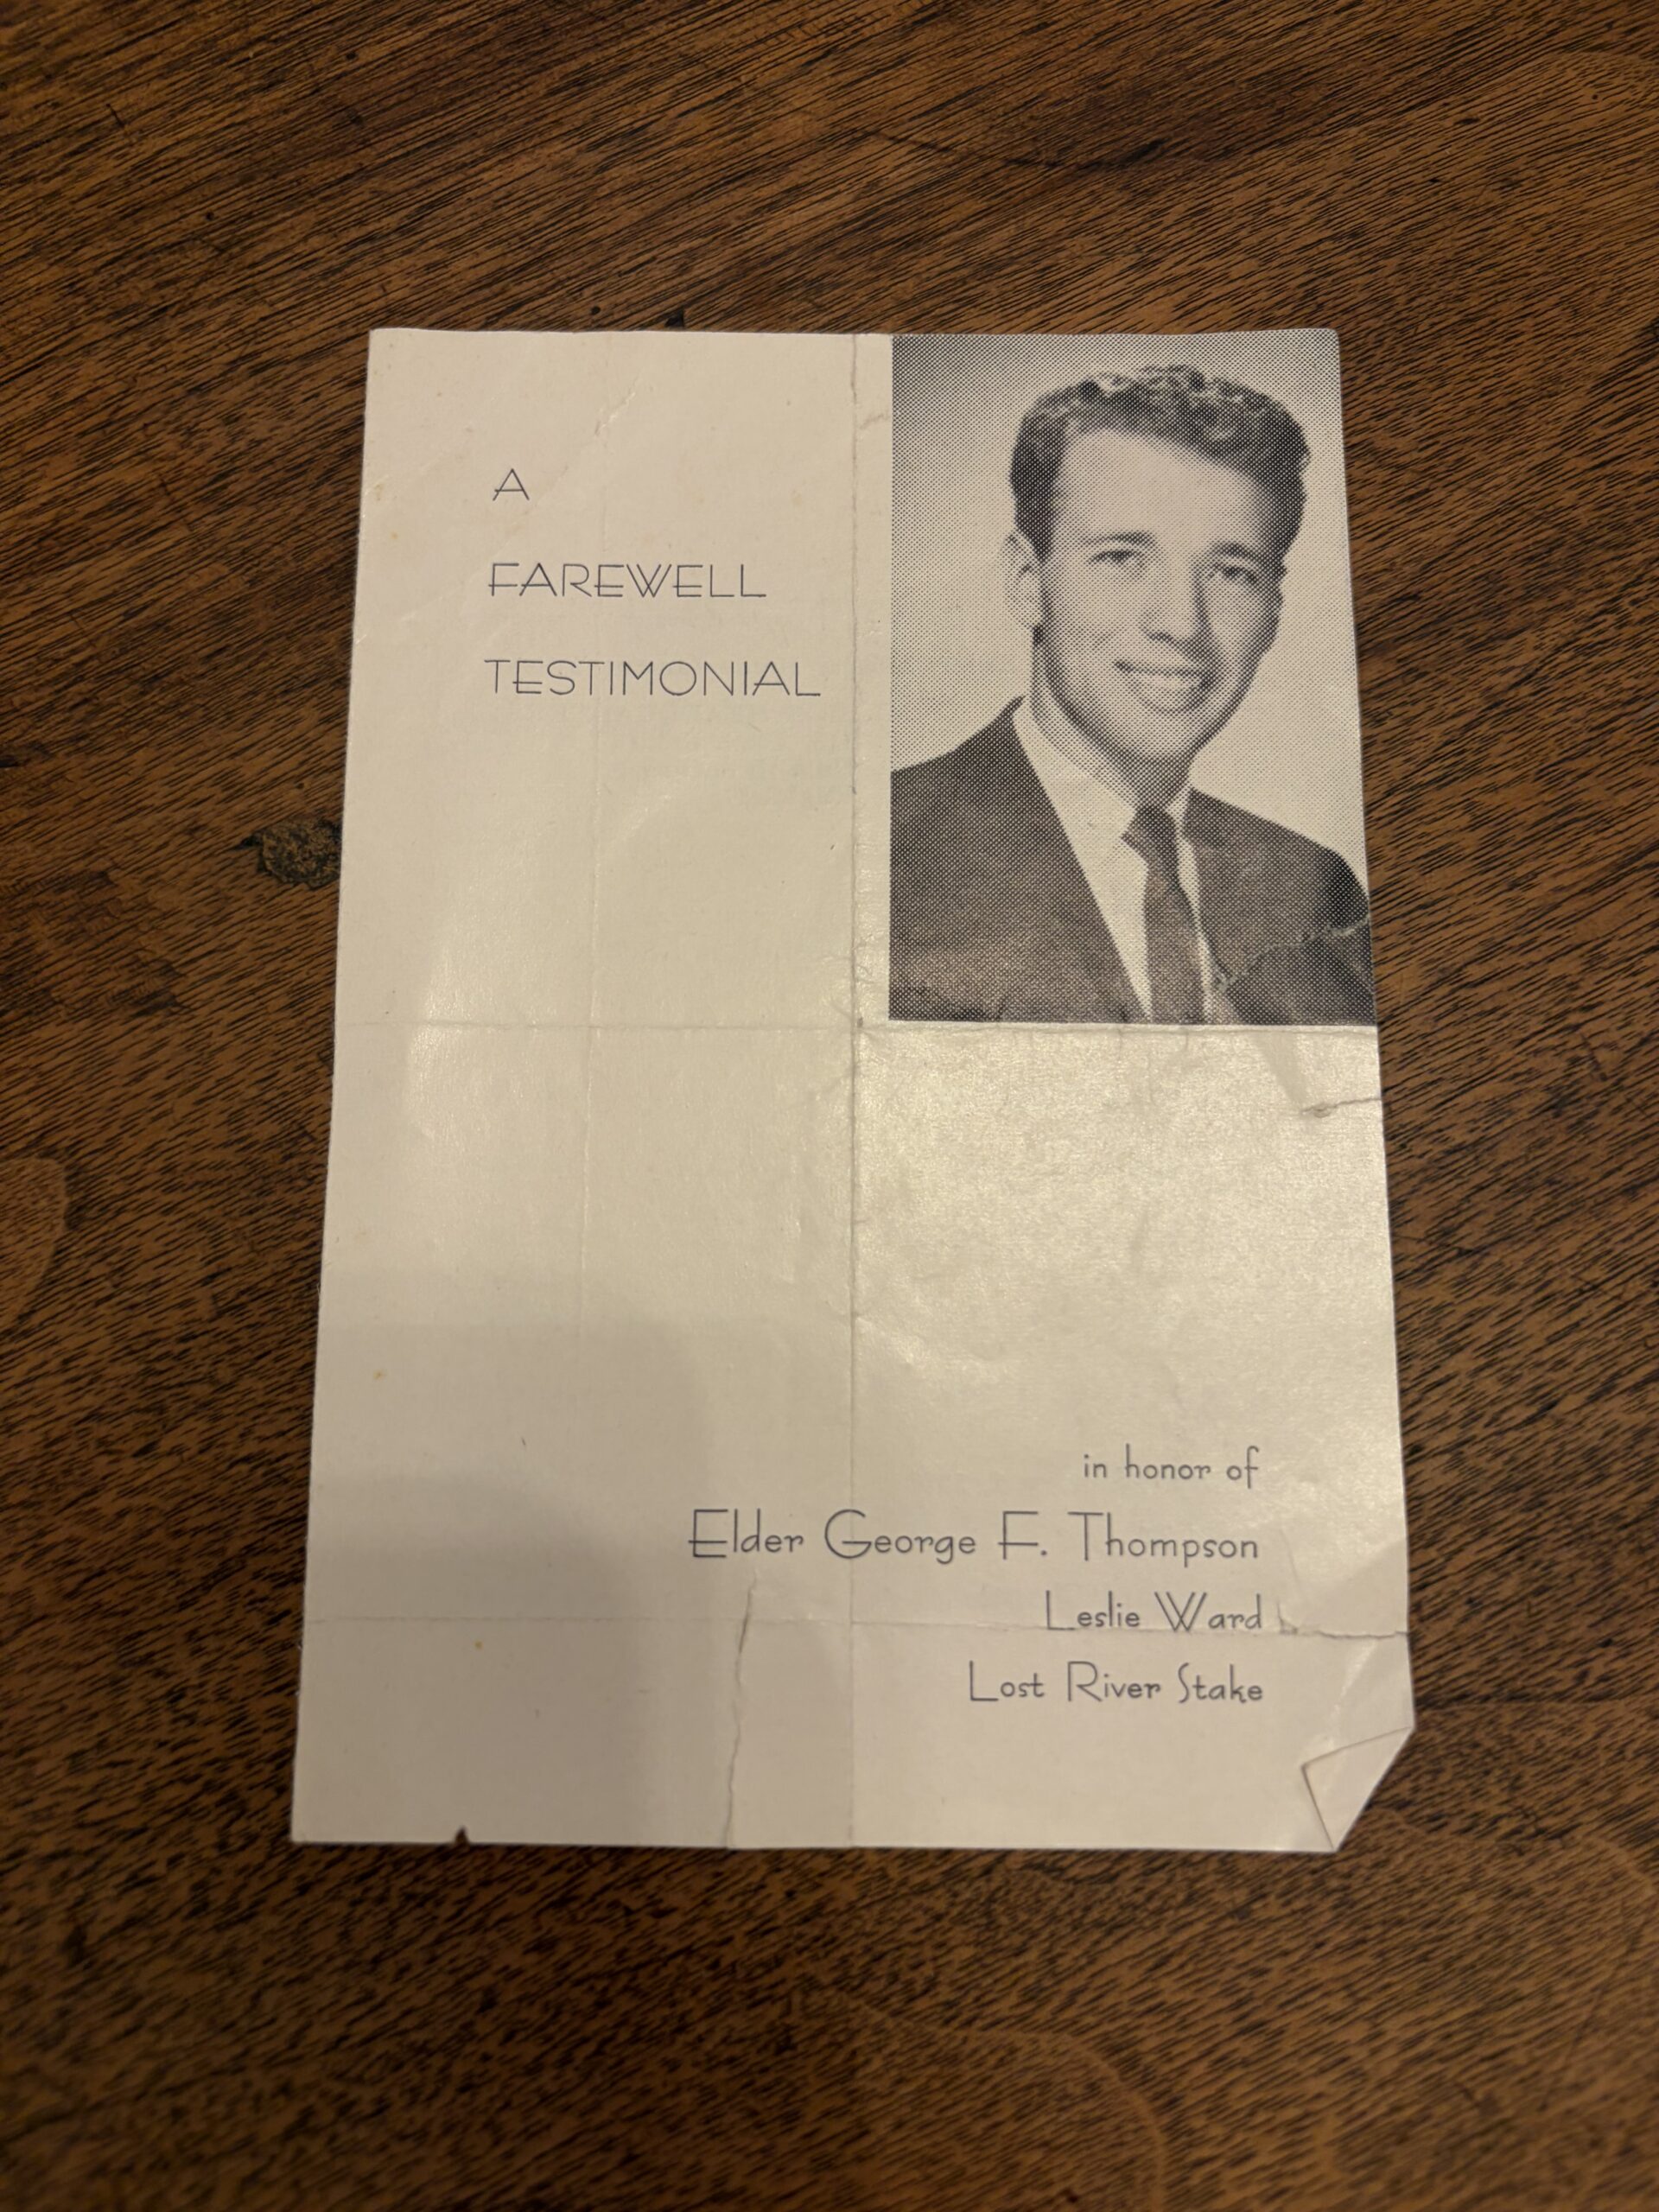 A
FAREWELL
TESTIMONIAL
in honor of
Elder George F. Thompson
Leslie Ward
Lost River Stake